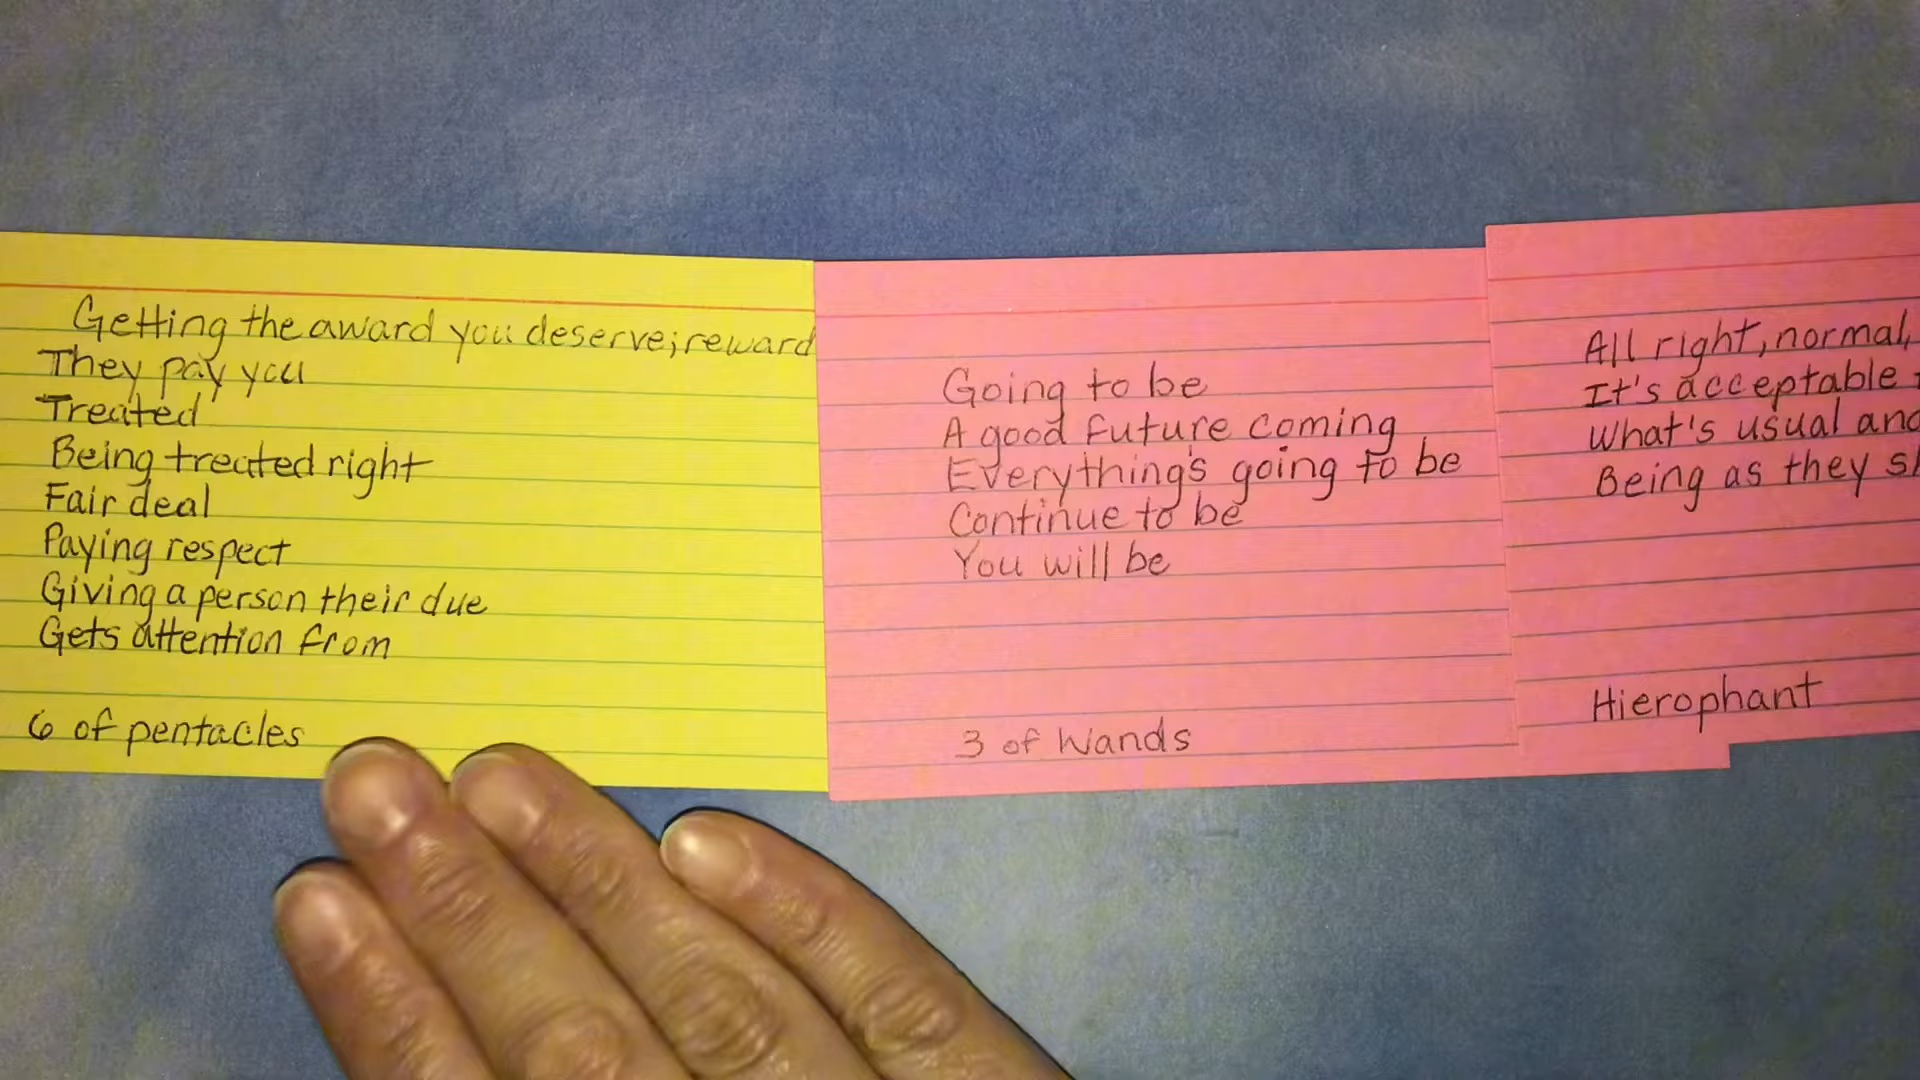 Getting the award you deserve; reward
They pay you
Treated
Being treated right
Fair deal
Paying respect
Giving a person their due
Gets attention from
6 of pentacles
Going to be
A good future coming
Everything's going to be
Continue to be
You will be
3 of Wands
All right, normal,
It's acceptable
What's usual and
Being as they
Hierophant